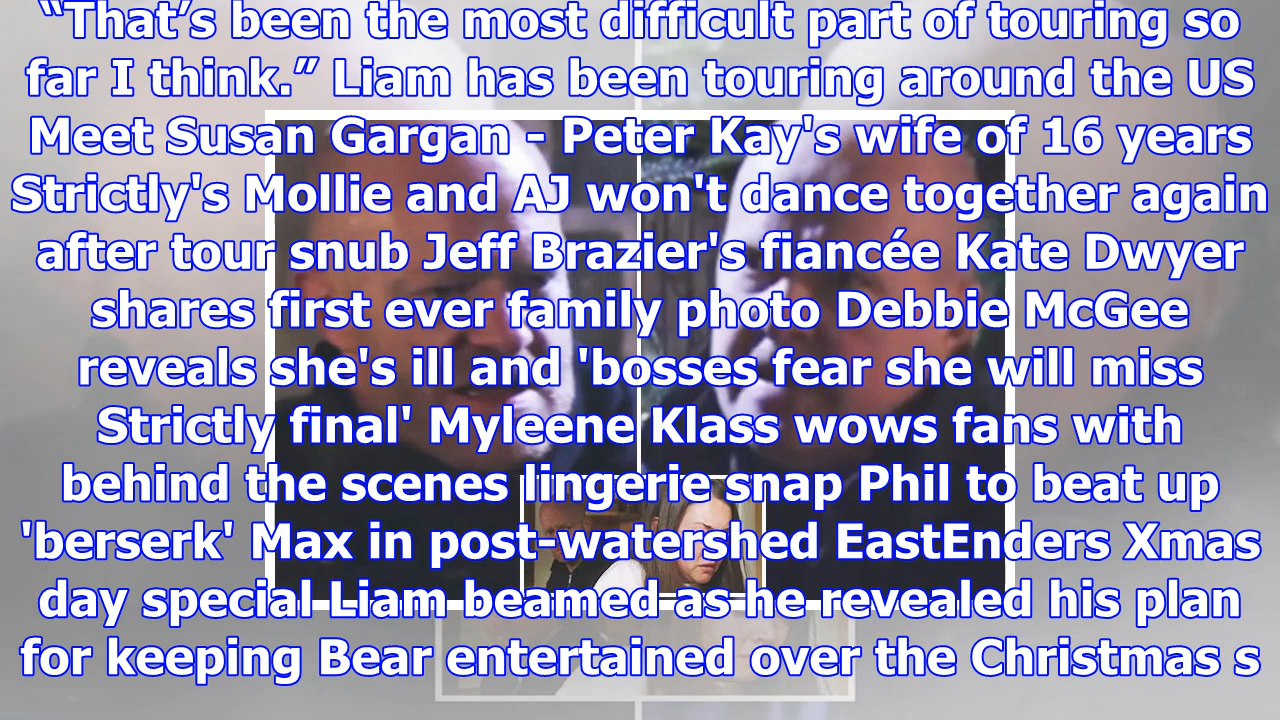 “That’s been the most difficult part of touring so
far I think.” Liam has been touring around the US
Meet Susan Gargan - Peter Kay's wife of 16 years
Strictly's Mollie and AJ won't dance together again
after tour snub Jeff Brazier's fiancée Kate Dwyer
shares first ever family photo Debbie McGee
reveals she's ill and 'bosses fear she will miss
Strictly final' Myleene Klass wows fans with
behind the scenes lingerie snap Phil to beat up
'berserk' Max in post-watershed EastEnders Xmas
day special Liam beamed as he revealed his plan
for keeping Bear entertained over the Christmas s